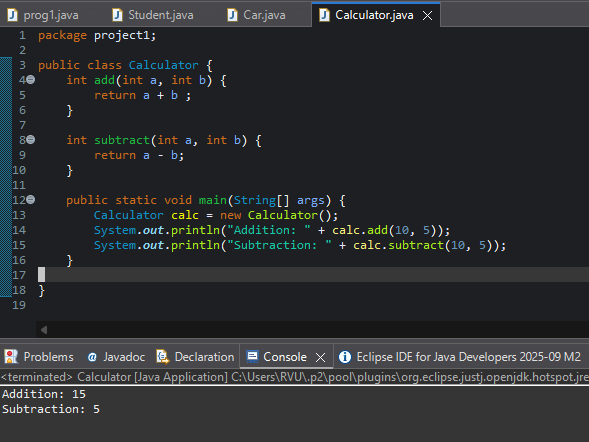 prog1.java Student.java Car.java Calculator.java
1 package project1;
2
3 public class Calculator {
4 int add(int a, int b) {
5 return a + b ;
6 }
7
8 int subtract(int a, int b) {
9 return a - b;
10 }
11
12 public static void main(String[] args) {
13 Calculator calc = new Calculator();
14 System.out.println("Addition: " + calc.add(10, 5));
15 System.out.println("Subtraction: " + calc.subtract(10, 5));
16 }
17
18 }
19
Problems @ Javadoc Declaration Console Eclipse IDE for Java Developers 2025-09 M2
<terminated> Calculator [Java Application] C:\Users\RVU\.p2\pool\plugins\org.eclipse.justj.openjdk.hotspot.jre
Addition: 15
Subtraction: 5